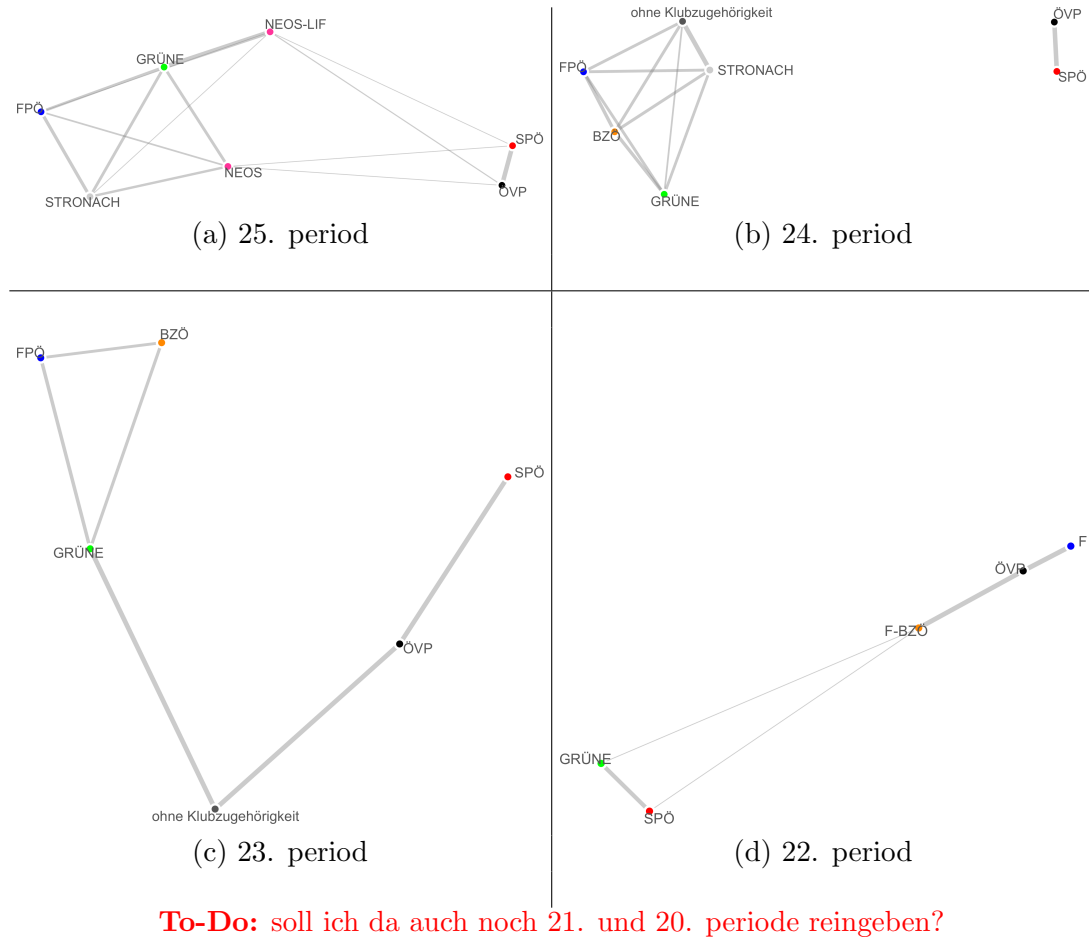 NEOS-LIF
GRÜNE
FPÖ
SPÖ
NEOS
ÖVP
STRONACH
(a) 25. period
ohne Klubzugehörigkeit
ÖVP
STRONACH
FPÖ
SPÖ
BZÖ
GRÜNE
(b) 24. period
BZÖ
FPÖ
SPÖ
GRÜNE
ÖVP
ohne Klubzugehörigkeit
(c) 23. period
F
ÖVP
F-BZÖ
GRÜNE
SPÖ
(d) 22. period
To-Do: soll ich da auch noch 21. und 20. periode reingeben?